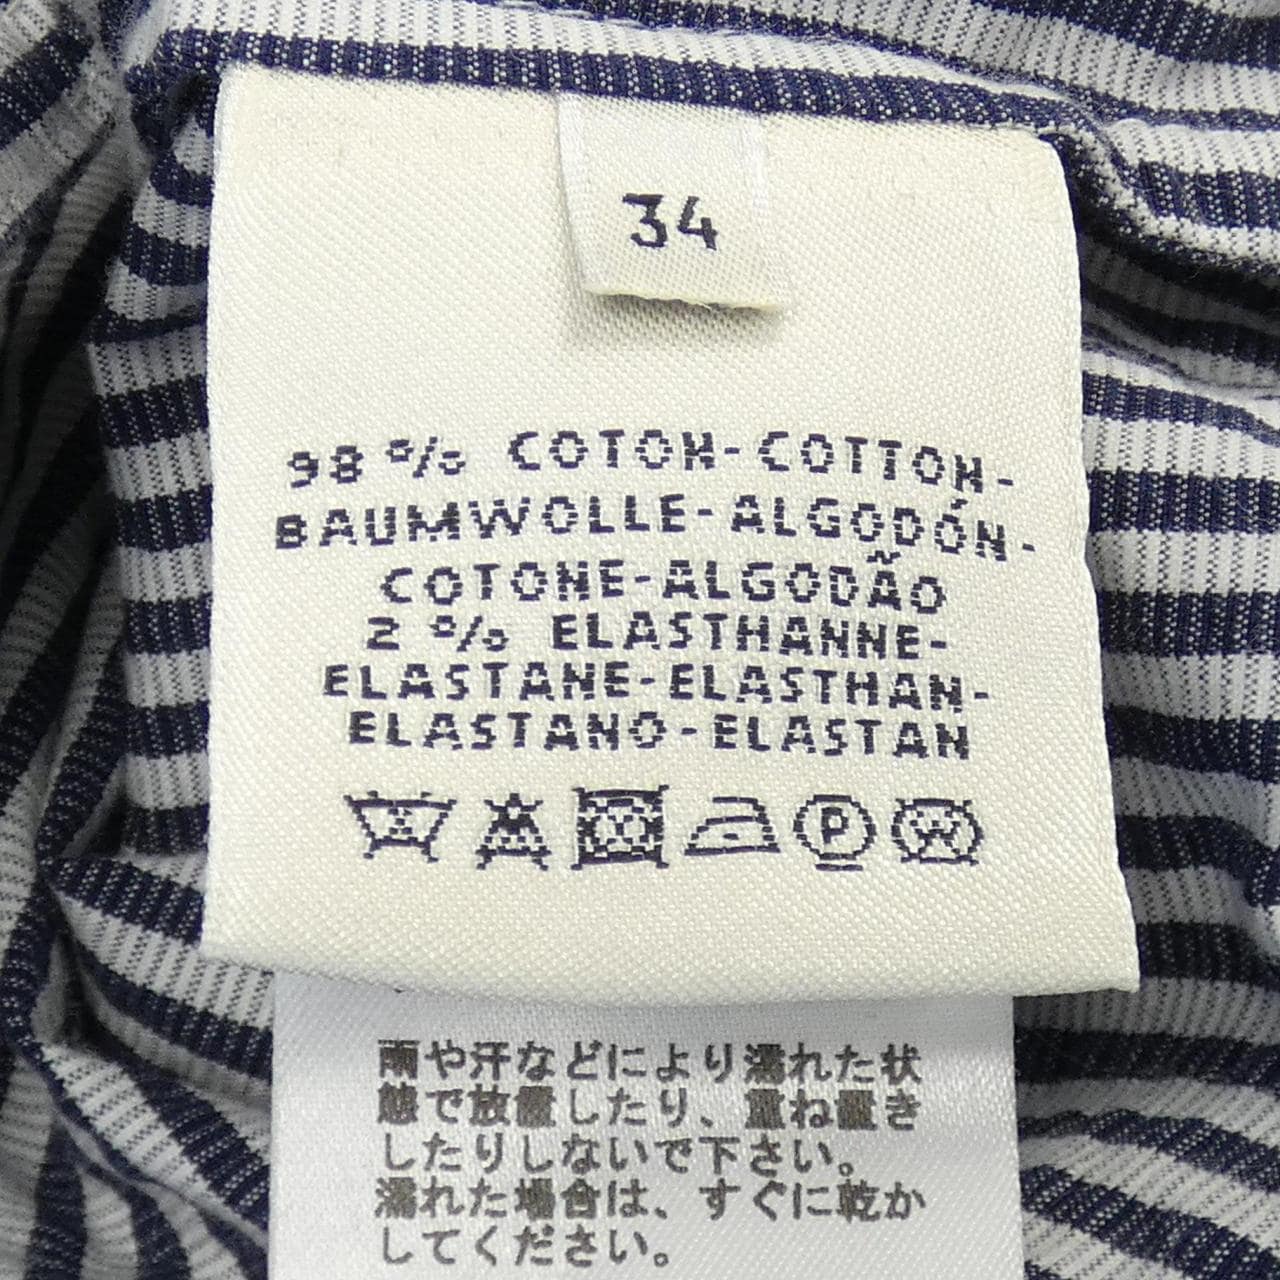 34
98 % COTON-COTTON-
BAUMWOLLE-ALGODÓN-
COTONE-ALGODÃO
2 % ELASTHANNE-
ELASTANE-ELASTHAN-
ELASTANO-ELASTAN
P W
雨や汗などにより濡れた状
態で放置したり、重ね置き
したりしないで下さい。
濡れた場合は、すぐに乾か
してください。